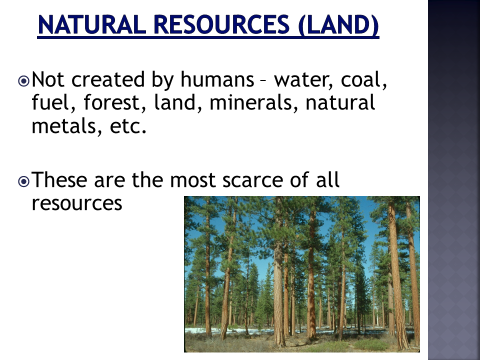 NATURAL RESOURCES (LAND)
Not created by humans – water, coal,
fuel, forest, land, minerals, natural
metals, etc.
These are the most scarce of all
resources